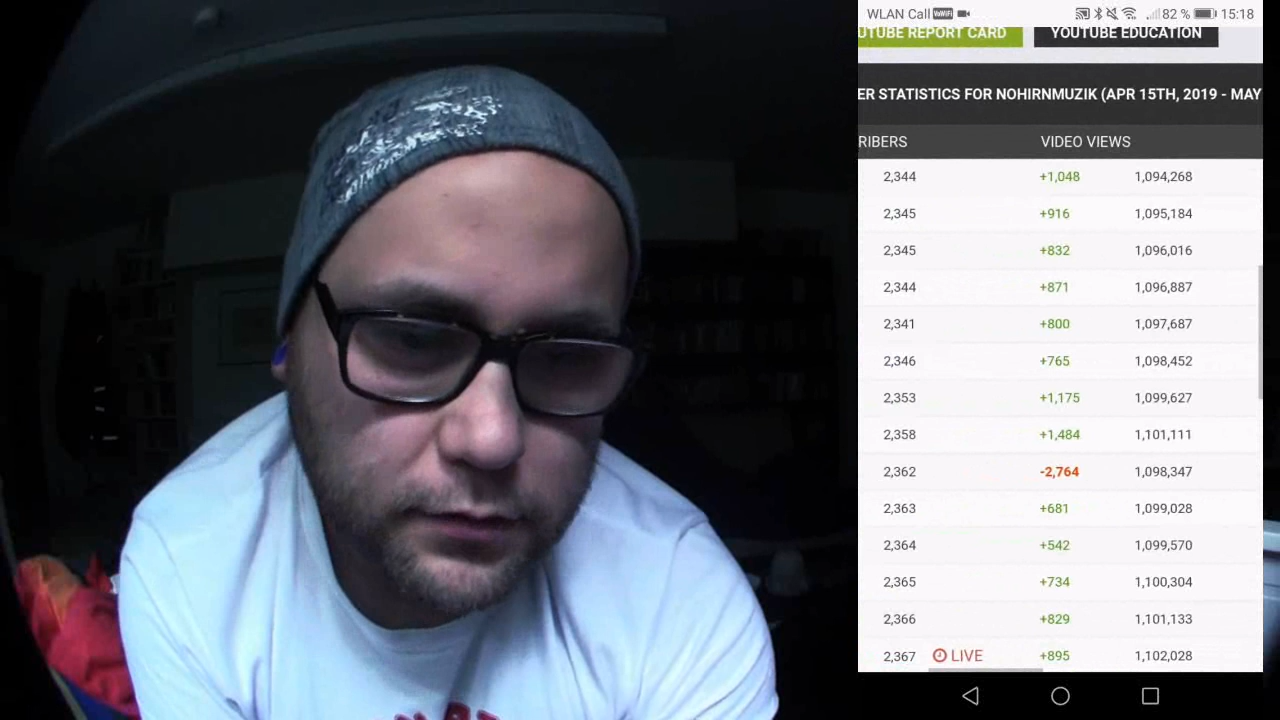 WLAN Call VoWiFi 82 % 15:18
UTUBE REPORT CARD YOUTUBE EDUCATION
ER STATISTICS FOR NOHIRNMUZIK (APR 15TH, 2019 - MAY
RIBERS VIDEO VIEWS
2,344 +1,048 1,094,268
2,345 +916 1,095,184
2,345 +832 1,096,016
2,344 +871 1,096,887
2,341 +800 1,097,687
2,346 +765 1,098,452
2,353 +1,175 1,099,627
2,358 +1,484 1,101,111
2,362 -2,764 1,098,347
2,363 +681 1,099,028
2,364 +542 1,099,570
2,365 +734 1,100,304
2,366 +829 1,101,133
2,367 LIVE +895 1,102,028